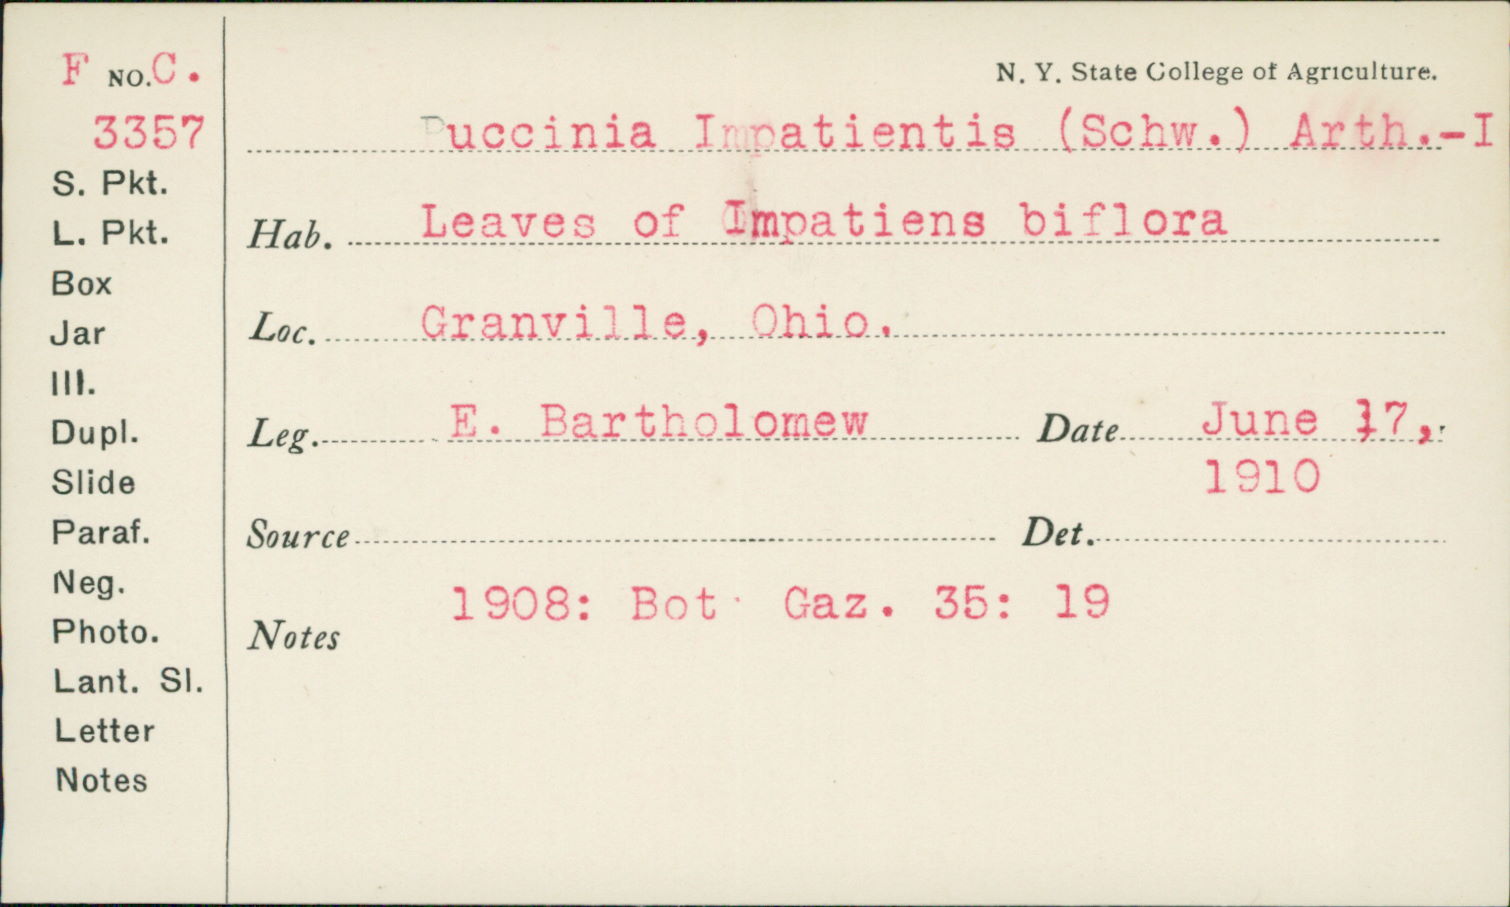 F NO.C.
3357
S. Pkt.
L. Pkt.
Box
Jar
Ill.
Dupl.
Slide
Paraf.
Neg.
Photo.
Lant. Sl.
Letter
Notes
N. Y. State College of Agriculture.
Puccinia Impatientis (Schw.) Arth.-I
Hab. Leaves of Impatiens biflora
Loc. Granville, Ohio.
Leg. E. Bartholomew Date June 17,
1910
Source Det.
1908: Bot. Gaz. 35: 19
Notes